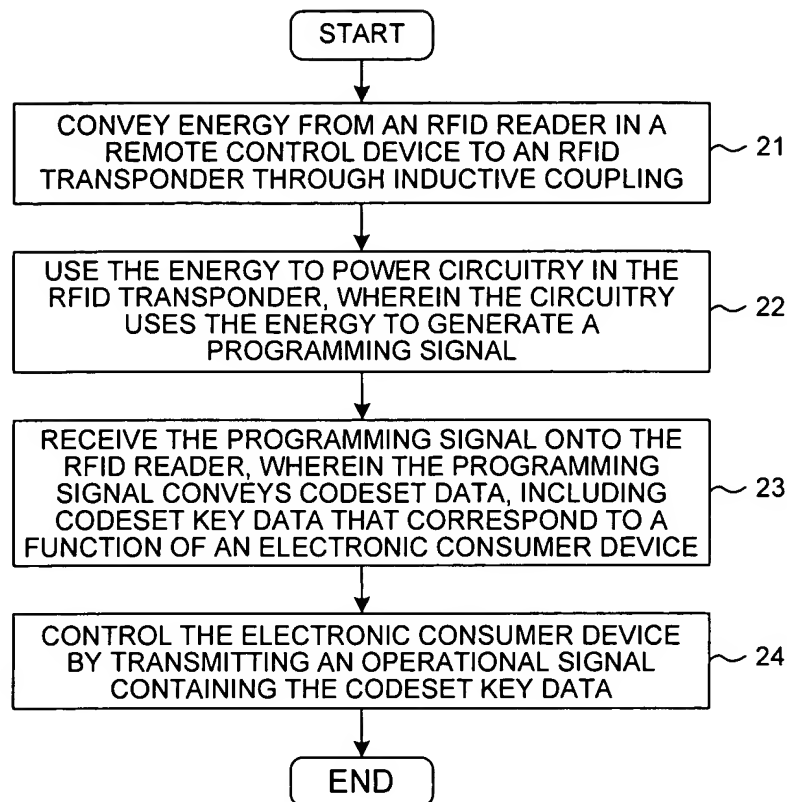 START
CONVEY ENERGY FROM AN RFID READER IN A
REMOTE CONTROL DEVICE TO AN RFID
TRANSPONDER THROUGH INDUCTIVE COUPLING
21
USE THE ENERGY TO POWER CIRCUITRY IN THE
RFID TRANSPONDER, WHEREIN THE CIRCUITRY
USES THE ENERGY TO GENERATE A
PROGRAMMING SIGNAL
22
RECEIVE THE PROGRAMMING SIGNAL ONTO THE
RFID READER, WHEREIN THE PROGRAMMING
SIGNAL CONVEYS CODESET DATA, INCLUDING
CODESET KEY DATA THAT CORRESPOND TO A
FUNCTION OF AN ELECTRONIC CONSUMER DEVICE
23
CONTROL THE ELECTRONIC CONSUMER DEVICE
BY TRANSMITTING AN OPERATIONAL SIGNAL
CONTAINING THE CODESET KEY DATA
24
END